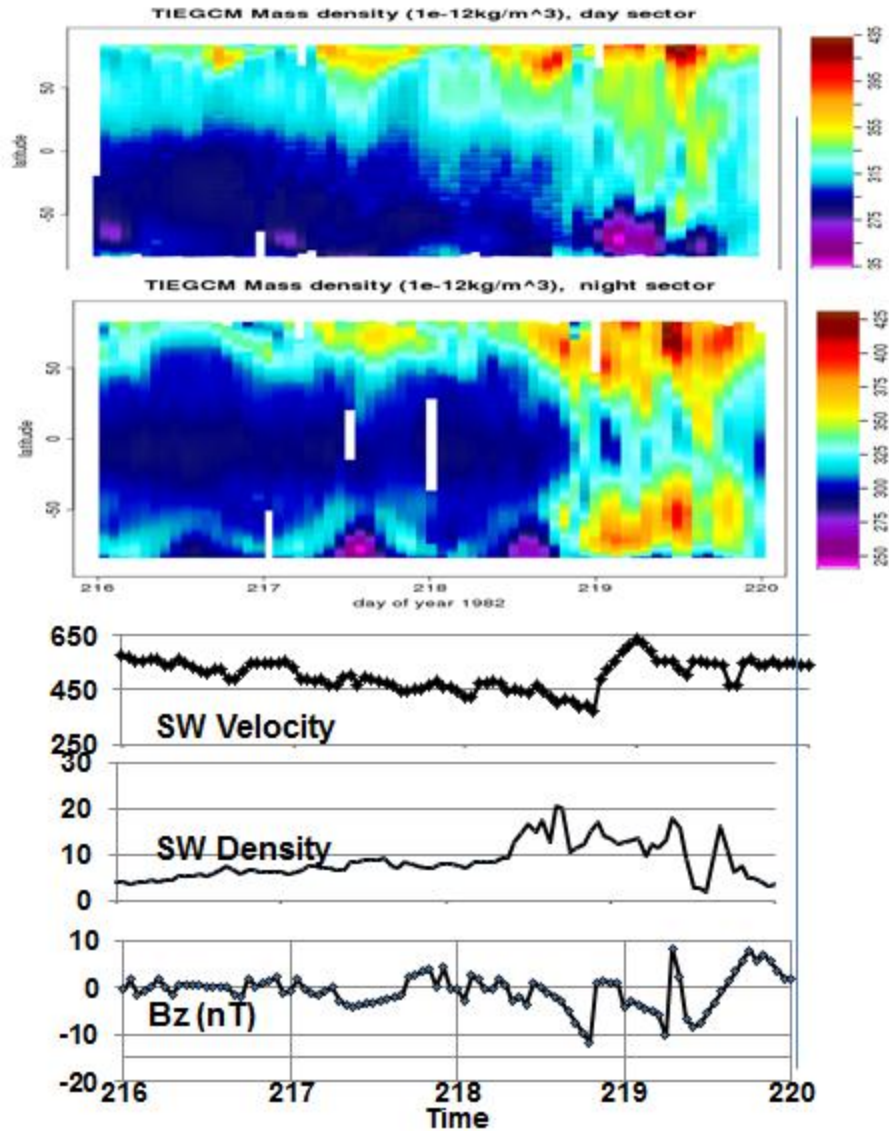 TIEGCM Mass density (1e-12kg/m^3), day sector
50
0
-50
latitude
435
395
355
315
275
35
TIEGCM Mass density (1e-12kg/m^3), night sector
50
0
-50
latitude
425
400
375
350
325
300
275
250
216 217 218 219 220
day of year 1982
650
450
250
SW Velocity
30
20
10
0
SW Density
10
0
-10
-20
Bz (nT)
216 217 218 219 220
Time